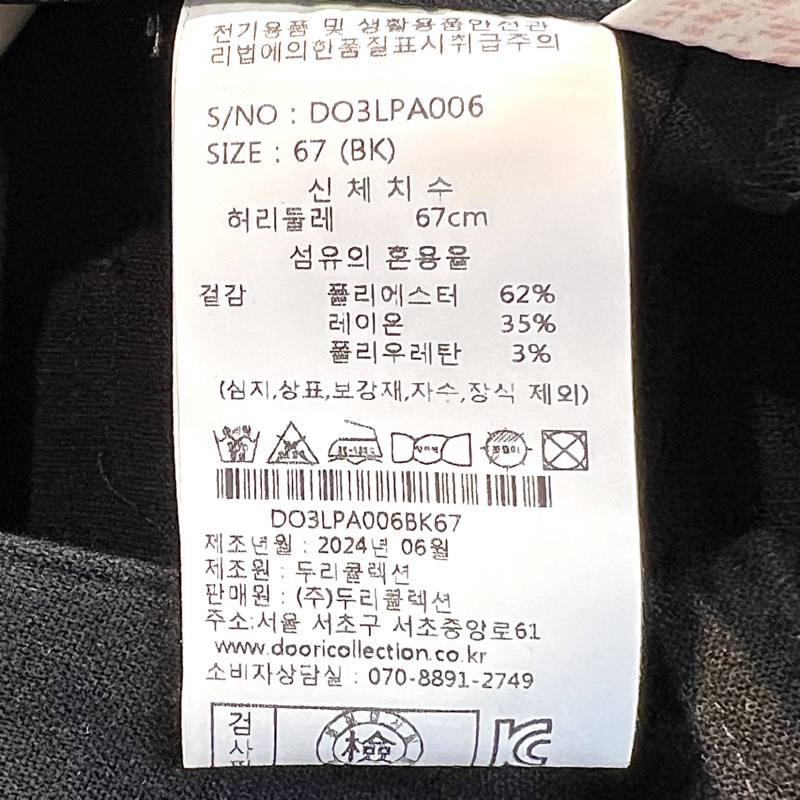 전기용품 및 생활용품안전관
리법에의한품질표시취급주의
S/NO : DO3LPA006
SIZE : 67 (BK)
신 체 치 수
허리둘레 67cm
섬유의 혼용율
겉감 폴리에스터 62%
레이온 35%
폴리우레탄 3%
(심지,상표,보강재,자수,장식 제외)
DO3LPA006BK67
제조년월 : 2024년 06월
제조원 : 두리콜렉션
판매원 : (주)두리콜렉션
주소:서울 서초구 서초중앙로61
www.dooricollection.co.kr
소비자상담실 : 070-8891-2749
검
사
檢